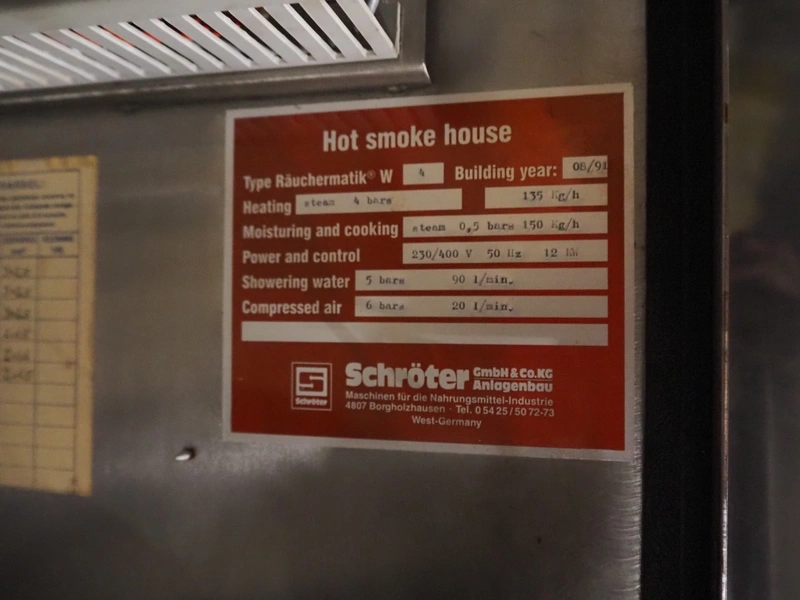 Hot smoke house
Type Räuchermatik® W 4 Building year: 08/91
Heating steam 4 bars 135 Kg/h
Moisturing and cooking steam 0,5 bars 150 Kg/h
Power and control 230/400 V 50 Hz 12 kW
Showering water 5 bars 90 l/min.
Compressed air 6 bars 20 l/min.
S
Schröter
Schröter GmbH & Co.KG
Anlagenbau
Maschinen für die Nahrungsmittel-Industrie
4807 Borgholzhausen · Tel. 0 54 25 / 50 72-73
West-Germany